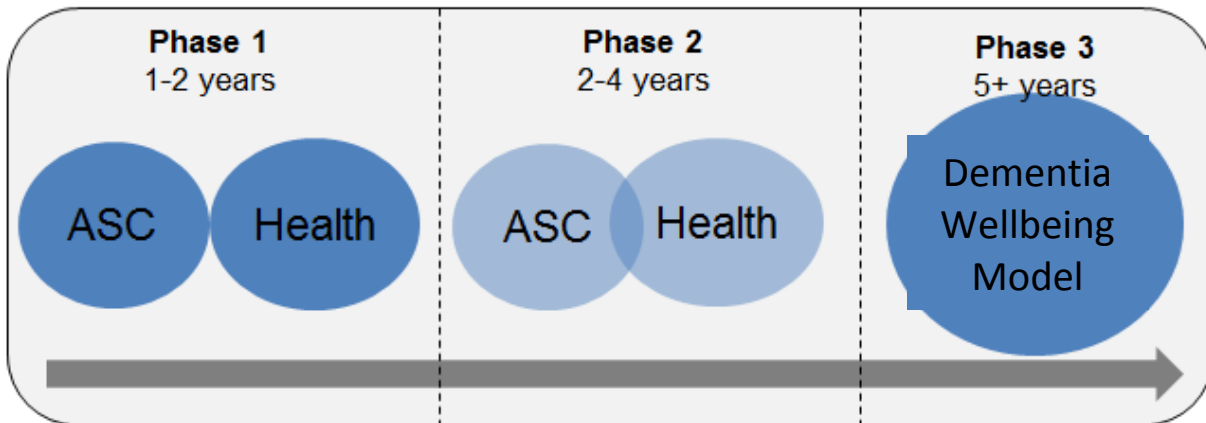 Phase 1
1-2 years
ASC
Health
Phase 2
2-4 years
ASC
Health
Phase 3
5+ years
Dementia
Wellbeing
Model